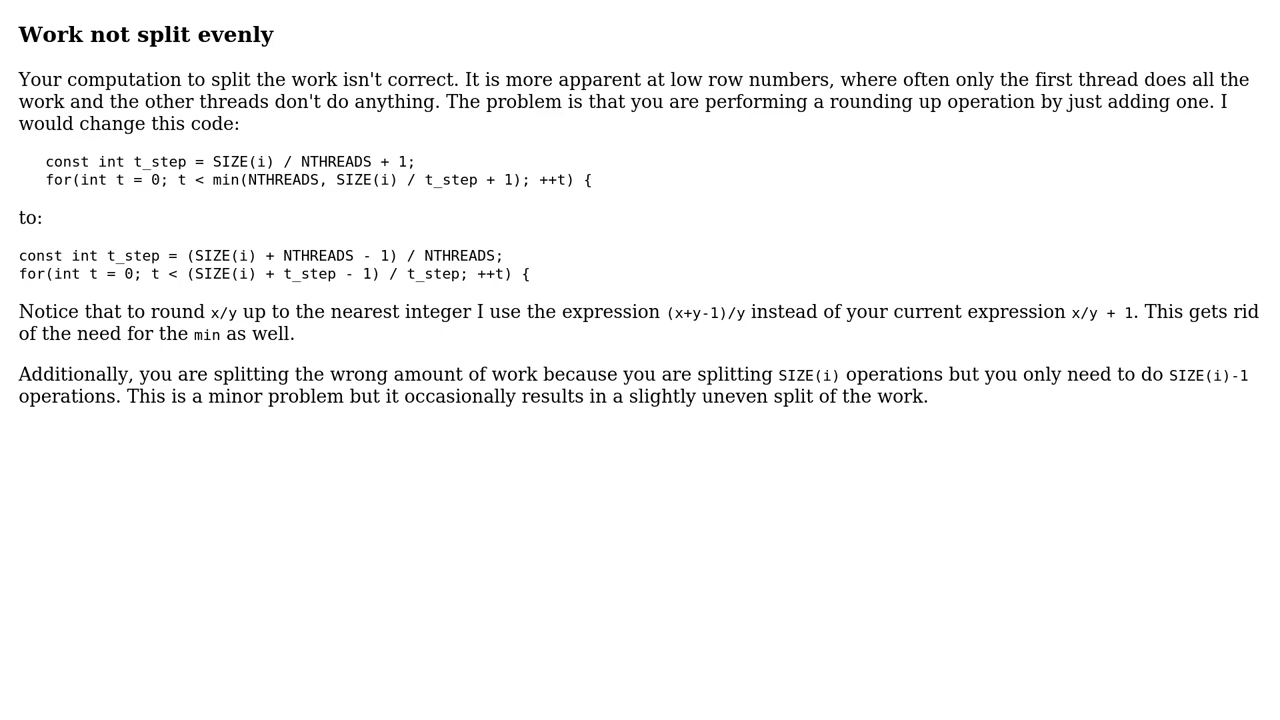 Work not split evenly
Your computation to split the work isn't correct. It is more apparent at low row numbers, where often only the first thread does all the
work and the other threads don't do anything. The problem is that you are performing a rounding up operation by just adding one. I
would change this code:
const int t_step = SIZE(i) / NTHREADS + 1;
for(int t = 0; t < min(NTHREADS, SIZE(i) / t_step + 1); ++t) {
to:
const int t_step = (SIZE(i) + NTHREADS - 1) / NTHREADS;
for(int t = 0; t < (SIZE(i) + t_step - 1) / t_step; ++t) {
Notice that to round x/y up to the nearest integer I use the expression (x+y-1)/y instead of your current expression x/y + 1. This gets rid
of the need for the min as well.
Additionally, you are splitting the wrong amount of work because you are splitting SIZE(i) operations but you only need to do SIZE(i)-1
operations. This is a minor problem but it occasionally results in a slightly uneven split of the work.